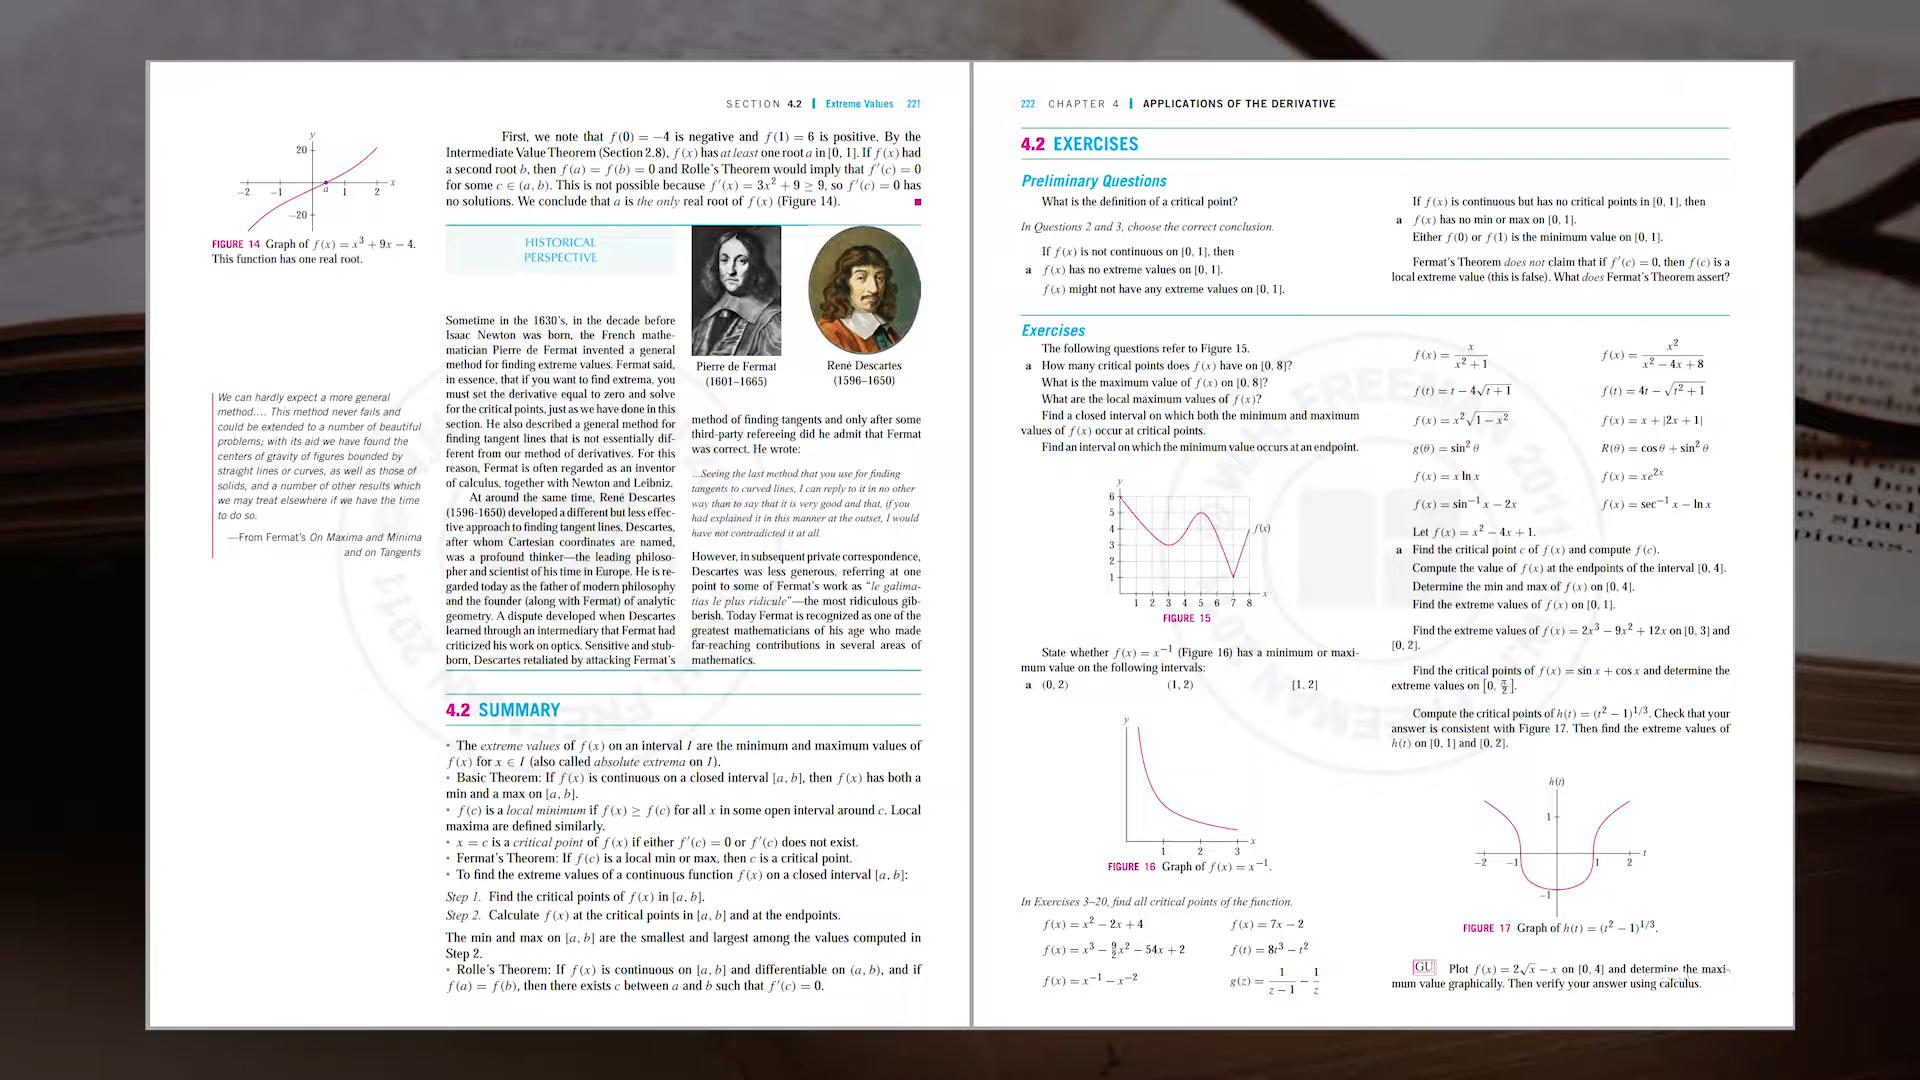 SECTION 4.2 | Extreme Values 221
y
20
-2 -1 a 1 2 x
-20
FIGURE 14 Graph of f(x) = x³ + 9x − 4.
This function has one real root.
First, we note that f(0) = −4 is negative and f(1) = 6 is positive. By the
Intermediate Value Theorem (Section 2.8), f(x) has at least one root a in [0, 1]. If f(x) had
a second root b, then f(a) = f(b) = 0 and Rolle's Theorem would imply that f′(c) = 0
for some c ∈ (a, b). This is not possible because f′(x) = 3x² + 9 ≥ 9, so f′(c) = 0 has
no solutions. We conclude that a is the only real root of f(x) (Figure 14).
HISTORICAL
PERSPECTIVE
Pierre de Fermat
(1601–1665)
René Descartes
(1596–1650)
We can hardly expect a more general
method.... This method never fails and
could be extended to a number of beautiful
problems; with its aid we have found the
centers of gravity of figures bounded by
straight lines or curves, as well as those of
solids, and a number of other results which
we may treat elsewhere if we have the time
to do so.
—From Fermat's On Maxima and Minima
and on Tangents
Sometime in the 1630's, in the decade before
Isaac Newton was born, the French mathe-
matician Pierre de Fermat invented a general
method for finding extreme values. Fermat said,
in essence, that if you want to find extrema, you
must set the derivative equal to zero and solve
for the critical points, just as we have done in this
section. He also described a general method for
finding tangent lines that is not essentially dif-
ferent from our method of derivatives. For this
reason, Fermat is often regarded as an inventor
of calculus, together with Newton and Leibniz.
At around the same time, René Descartes
(1596-1650) developed a different but less effec-
tive approach to finding tangent lines. Descartes,
after whom Cartesian coordinates are named,
was a profound thinker—the leading philoso-
pher and scientist of his time in Europe. He is re-
garded today as the father of modern philosophy
and the founder (along with Fermat) of analytic
geometry. A dispute developed when Descartes
learned through an intermediary that Fermat had
criticized his work on optics. Sensitive and stub-
born, Descartes retaliated by attacking Fermat's
method of finding tangents and only after some
third-party refereeing did he admit that Fermat
was correct. He wrote:
...Seeing the last method that you use for finding
tangents to curved lines, I can reply to it in no other
way than to say that it is very good and that, if you
had explained it in this manner at the outset, I would
have not contradicted it at all.
However, in subsequent private correspondence,
Descartes was less generous, referring at one
point to some of Fermat's work as "le galima-
tias le plus ridicule"—the most ridiculous gib-
berish. Today Fermat is recognized as one of the
greatest mathematicians of his age who made
far-reaching contributions in several areas of
mathematics.
4.2 SUMMARY
• The extreme values of f(x) on an interval I are the minimum and maximum values of
f(x) for x ∈ I (also called absolute extrema on I).
• Basic Theorem: If f(x) is continuous on a closed interval [a, b], then f(x) has both a
min and a max on [a, b].
• f(c) is a local minimum if f(x) ≥ f(c) for all x in some open interval around c. Local
maxima are defined similarly.
• x = c is a critical point of f(x) if either f′(c) = 0 or f′(c) does not exist.
• Fermat's Theorem: If f(c) is a local min or max, then c is a critical point.
• To find the extreme values of a continuous function f(x) on a closed interval [a, b]:
Step 1. Find the critical points of f(x) in [a, b].
Step 2. Calculate f(x) at the critical points in [a, b] and at the endpoints.
The min and max on [a, b] are the smallest and largest among the values computed in
Step 2.
• Rolle's Theorem: If f(x) is continuous on [a, b] and differentiable on (a, b), and if
f(a) = f(b), then there exists c between a and b such that f′(c) = 0.
222 CHAPTER 4 | APPLICATIONS OF THE DERIVATIVE
4.2 EXERCISES
Preliminary Questions
What is the definition of a critical point?
In Questions 2 and 3, choose the correct conclusion.
If f(x) is not continuous on [0, 1], then
a f(x) has no extreme values on [0, 1].
f(x) might not have any extreme values on [0, 1].
If f(x) is continuous but has no critical points in [0, 1], then
a f(x) has no min or max on [0, 1].
Either f(0) or f(1) is the minimum value on [0, 1].
Fermat's Theorem does not claim that if f′(c) = 0, then f(c) is a
local extreme value (this is false). What does Fermat's Theorem assert?
Exercises
The following questions refer to Figure 15.
a How many critical points does f(x) have on [0, 8]?
What is the maximum value of f(x) on [0, 8]?
What are the local maximum values of f(x)?
Find a closed interval on which both the minimum and maximum
values of f(x) occur at critical points.
Find an interval on which the minimum value occurs at an endpoint.
y
6
5
4 f(x)
3
2
1
x
1 2 3 4 5 6 7 8
FIGURE 15
State whether f(x) = x⁻¹ (Figure 16) has a minimum or maxi-
mum value on the following intervals:
a (0, 2) (1, 2) [1, 2]
y
x
1 2 3
FIGURE 16 Graph of f(x) = x⁻¹.
In Exercises 3–20, find all critical points of the function.
f(x) = x² − 2x + 4 f(x) = 7x − 2
f(x) = x³ − 9/2 x² − 54x + 2 f(t) = 8t³ − t²
f(x) = x⁻¹ − x⁻² g(z) = 1/(z − 1) − 1/z
f(x) = x/(x² + 1) f(x) = x²/(x² − 4x + 8)
f(t) = t − 4√(t + 1) f(t) = 4t − √(t² + 1)
f(x) = x²√(1 − x²) f(x) = x + |2x + 1|
g(θ) = sin² θ R(θ) = cos θ + sin² θ
f(x) = x ln x f(x) = xe²ˣ
f(x) = sin⁻¹ x − 2x f(x) = sec⁻¹ x − ln x
Let f(x) = x² − 4x + 1.
a Find the critical point c of f(x) and compute f(c).
Compute the value of f(x) at the endpoints of the interval [0, 4].
Determine the min and max of f(x) on [0, 4].
Find the extreme values of f(x) on [0, 1].
Find the extreme values of f(x) = 2x³ − 9x² + 12x on [0, 3] and
[0, 2].
Find the critical points of f(x) = sin x + cos x and determine the
extreme values on [0, π/2].
Compute the critical points of h(t) = (t² − 1)^1/3. Check that your
answer is consistent with Figure 17. Then find the extreme values of
h(t) on [0, 1] and [0, 2].
h(t)
1
-2 -1 1 2 t
-1
FIGURE 17 Graph of h(t) = (t² − 1)^1/3.
GU Plot f(x) = 2√x − x on [0, 4] and determine the maxi-
mum value graphically. Then verify your answer using calculus.